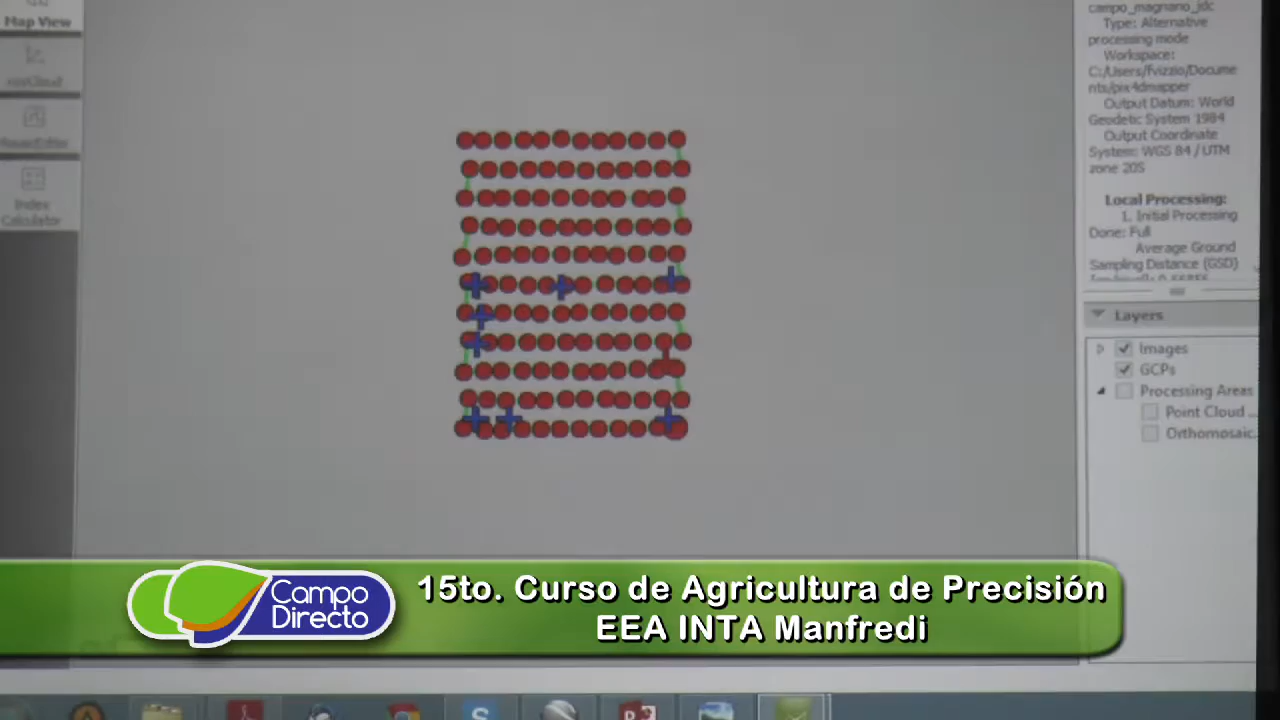 Map View
Index
Calculator
campo_magnano_jdc
Type: Alternative
processing mode
Workspace:
C:/Users/fvizzio/Docume
nts/pix4dmapper
Output Datum: World
Geodetic System 1984
Output Coordinate
System: WGS 84 / UTM
zone 20S
Local Processing:
1. Initial Processing
Done: Full
Average Ground
Sampling Distance (GSD)
Layers
Images
GCPs
Processing Areas
Point Cloud ...
Orthomosaic...
Campo
Directo
15to. Curso de Agricultura de Precisión
EEA INTA Manfredi